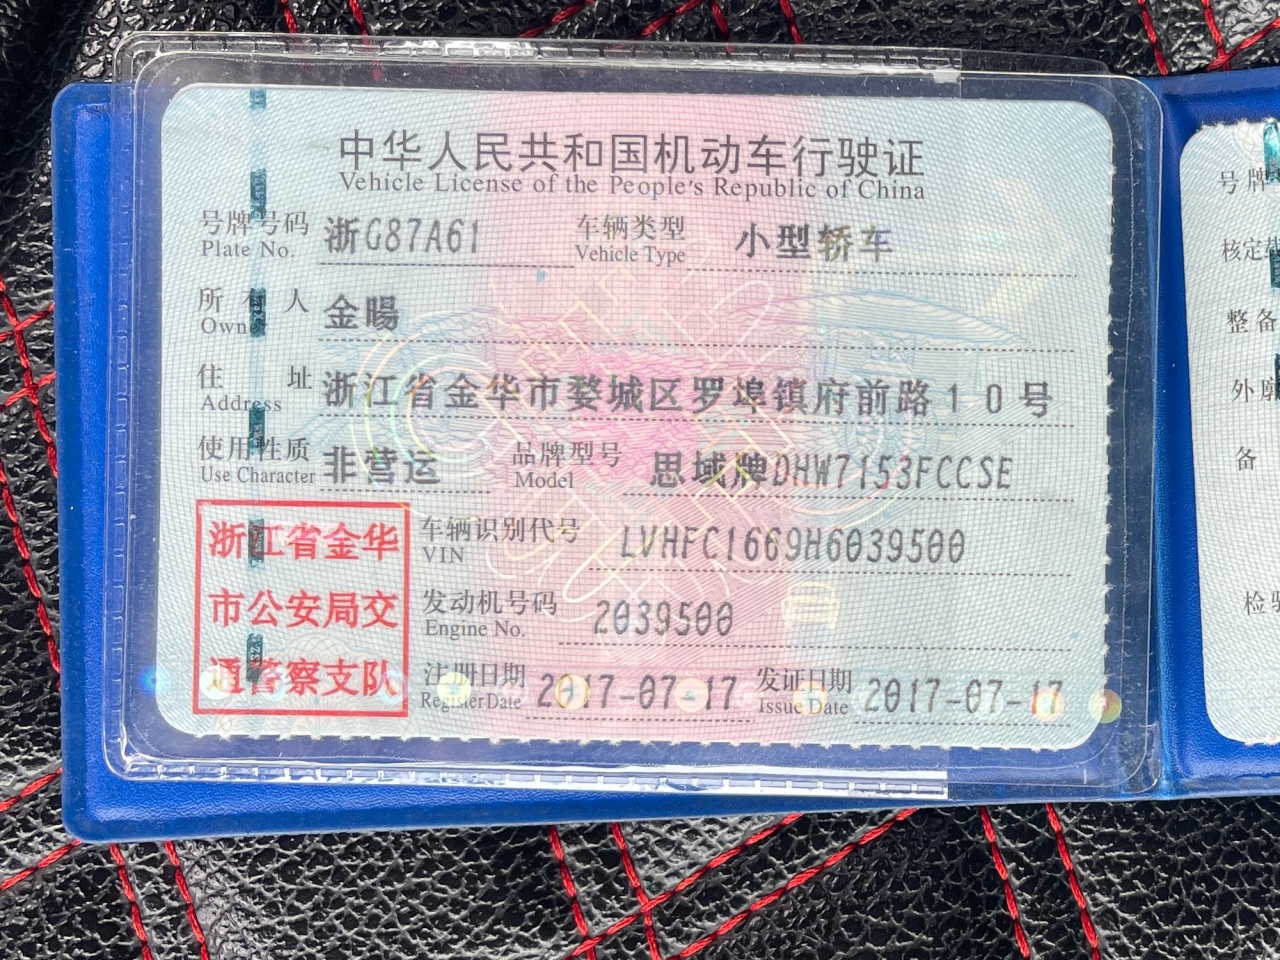 中华人民共和国机动车行驶证
Vehicle License of the People's Republic of China
号牌号码 浙G87A61 车辆类型 小型轿车
Plate No. Vehicle Type
所有人 金暘
Owner
住址 浙江省金华市婺城区罗埠镇府前路10号
Address
使用性质 非营运 品牌型号 思域牌DHW7153FCCSE
Use Character Model
浙江省金华
市公安局交
通警察支队
车辆识别代号 LVHFC1669H6039500
VIN
发动机号码 2039500
Engine No.
注册日期 2017-07-17 发证日期 2017-07-17
Register Date Issue Date
号牌
核定
整备
外廓
备
检验